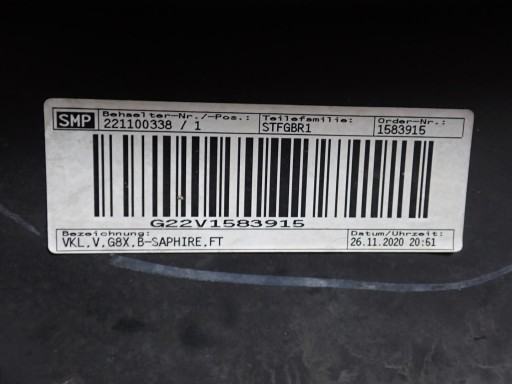 SMP Behaelter-Nr./-Pos.: Teilefamilie: Order-Nr.:
221100338 / 1 STFGBR1 1583915
G22V1583915
Bezeichnung: Datum/Uhrzeit:
VKL,V,G8X,B-SAPHIRE,FT 26.11.2020 20:51